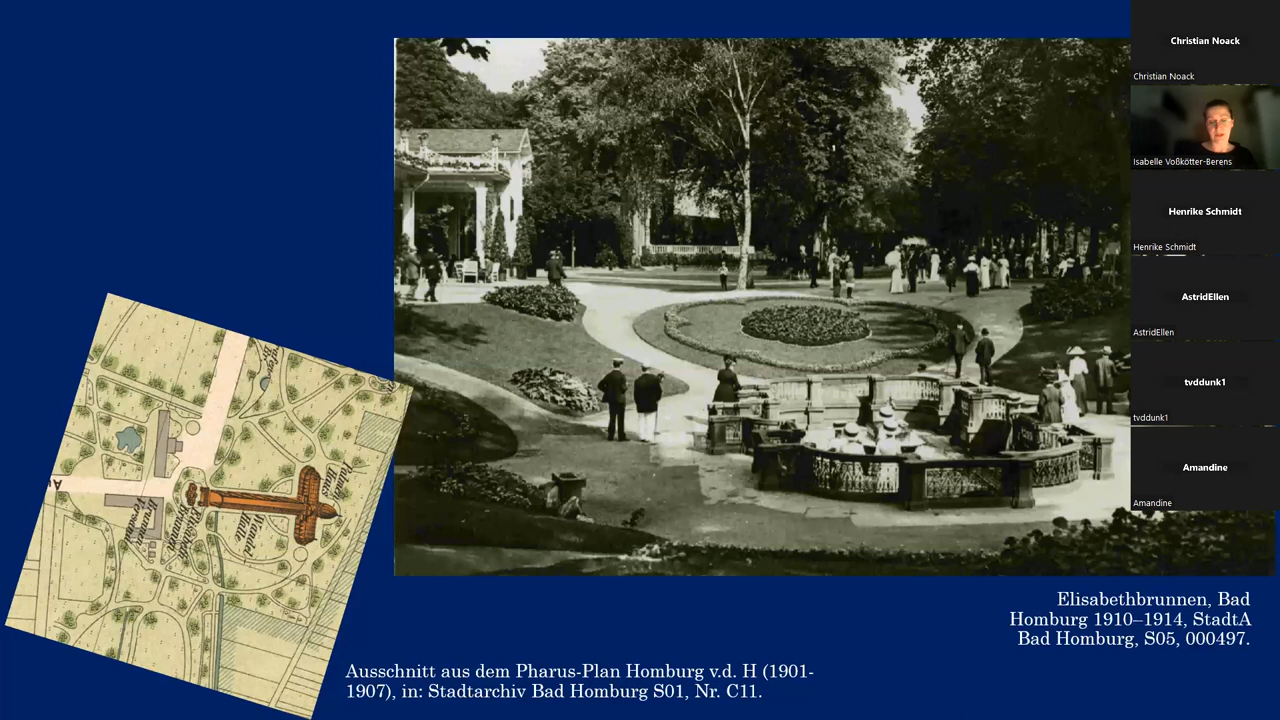 Christian Noack
Christian Noack
Isabelle Voßkötter-Berens
Henrike Schmidt
Henrike Schmidt
AstridEllen
AstridEllen
tvddunk1
tvddunk1
Amandine
Amandine
Elisabethbrunnen, Bad
Homburg 1910–1914, StadtA
Bad Homburg, S05, 000497.
Ausschnitt aus dem Pharus-Plan Homburg v.d. H (1901-
1907), in: Stadtarchiv Bad Homburg S01, Nr. C11.